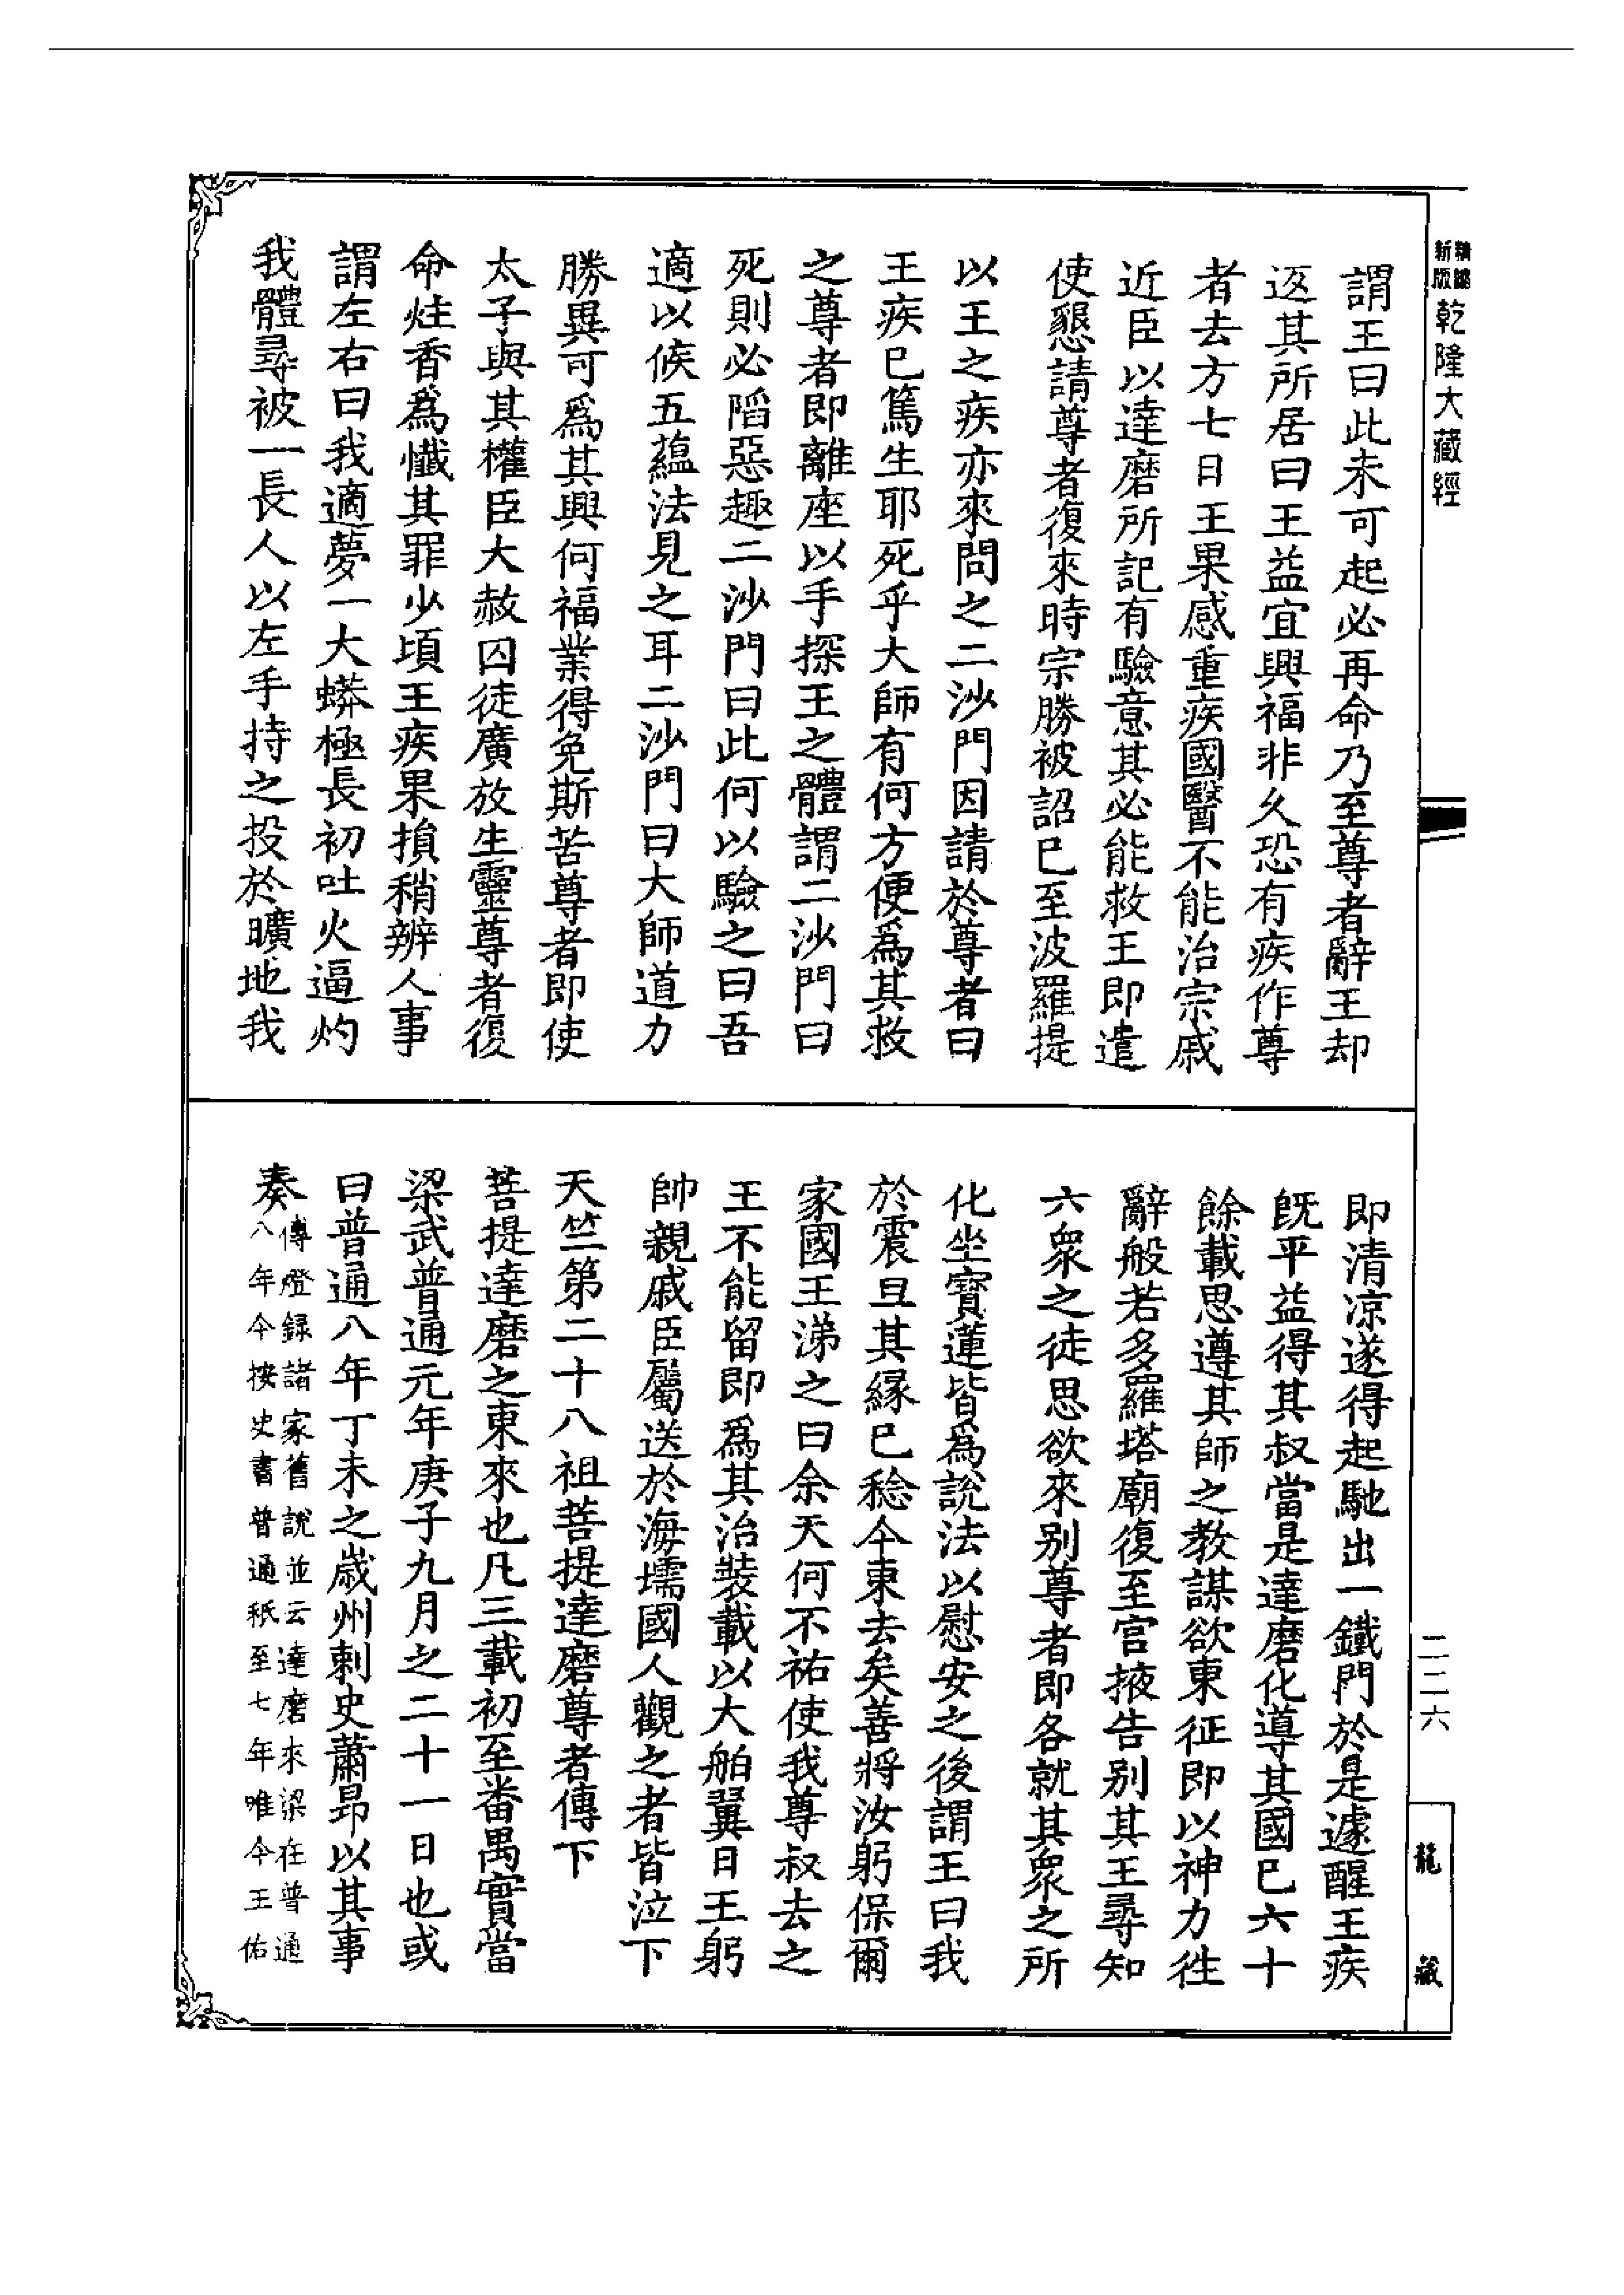 新版 精縮 乾隆大藏經
謂王曰此未可起必再命乃至尊者辭王却
返其所居曰王益宜興福非久恐有疾作尊
者去方七日王果感重疾國醫不能治宗戚
近臣以達磨所記有驗意其必能救王即遣
使懇請尊者復來時宗勝被詔已至波羅提
以王之疾亦來問之二沙門因請於尊者曰
王疾已篤生耶死乎大師有何方便爲其救
之尊者即離座以手探王之體謂二沙門曰
死則必陷惡趣二沙門曰此何以驗之曰吾
適以候五蘊法見之耳二沙門曰大師道力
勝異可爲其興何福業得免斯苦尊者即使
太子與其權臣大赦囚徒廣放生靈尊者復
命炷香爲懺其罪少頃王疾果損稍辨人事
謂左右曰我適夢一大蟒極長初吐火逼灼
我體尋被一長人以左手持之投於曠地我
即清凉遂得起馳出一鐵門於是遽醒王疾
旣平益得其叔當是達磨化導其國已六十
餘載思遵其師之教謀欲東征即以神力徃
辭般若多羅塔廟復至宮掖告别其王尋知
六衆之徒思欲來别尊者即各就其衆之所
化坐寶蓮皆爲說法以慰安之後謂王曰我
於震旦其縁已稔今東去矣善將汝躬保爾
家國王涕之曰余天何不祐使我尊叔去之
王不能留即爲其治裝載以大舶翼日王躬
帥親戚臣屬送於海壖國人觀之者皆泣下
天竺第二十八祖菩提達磨尊者傳下
菩提達磨之東來也凡三載初至番禺實當
梁武普通元年庚子九月之二十一日也或
曰普通八年丁未之歲州刺史蕭昂以其事
奏傳燈録諸家舊說並云達磨來梁在普通
八年今按史書普通秖至七年唯今王佑
二二六
龍藏